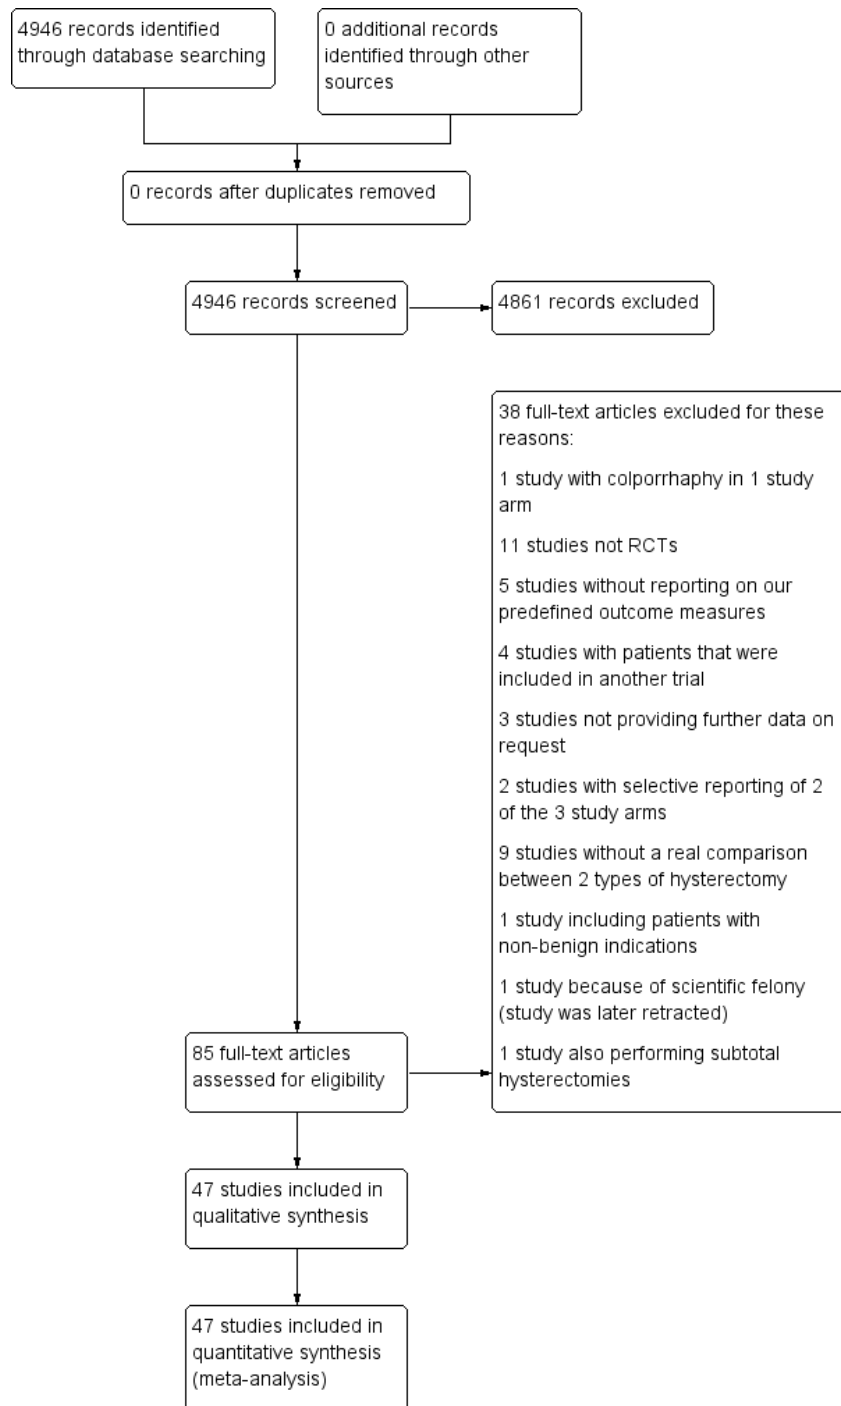 4946 records identified
through database searching
0 additional records
identified through other
sources
0 records after duplicates removed
4946 records screened
4861 records excluded
38 full-text articles excluded for these
reasons:
1 study with colporrhaphy in 1 study
arm
11 studies not RCTs
5 studies without reporting on our
predefined outcome measures
4 studies with patients that were
included in another trial
3 studies not providing further data on
request
2 studies with selective reporting of 2
of the 3 study arms
9 studies without a real comparison
between 2 types of hysterectomy
1 study including patients with
non-benign indications
1 study because of scientific felony
(study was later retracted)
1 study also performing subtotal
hysterectomies
85 full-text articles
assessed for eligibility
47 studies included in
qualitative synthesis
47 studies included in
quantitative synthesis
(meta-analysis)